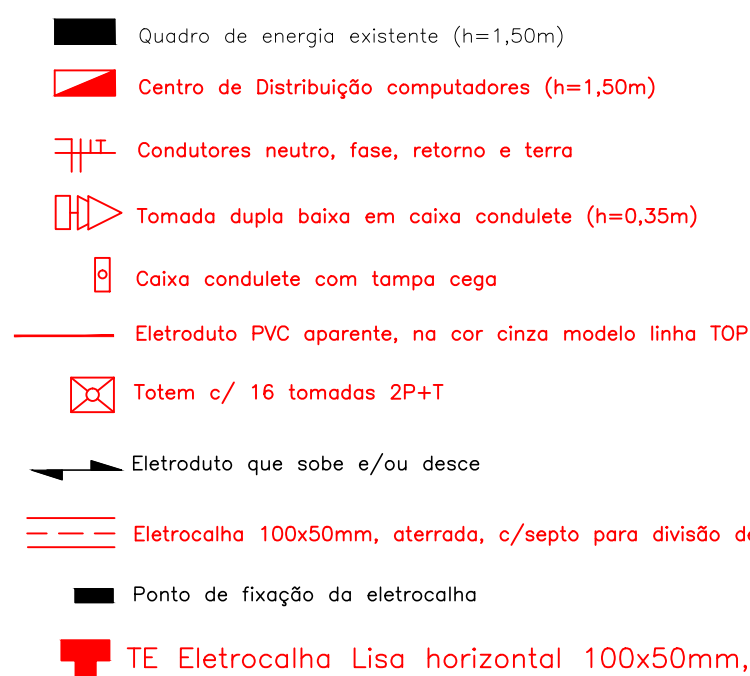 Quadro de energia existente (h=1,50m)
Centro de Distribuição computadores (h=1,50m)
Condutores neutro, fase, retorno e terra
Tomada dupla baixa em caixa condulete (h=0,35m)
Caixa condulete com tampa cega
Eletroduto PVC aparente, na cor cinza modelo linha TOP
Totem c/ 16 tomadas 2P+T
Eletroduto que sobe e/ou desce
Eletrocalha 100x50mm, aterrada, c/septo para divisão de
Ponto de fixação da eletrocalha
TE Eletrocalha Lisa horizontal 100x50mm,